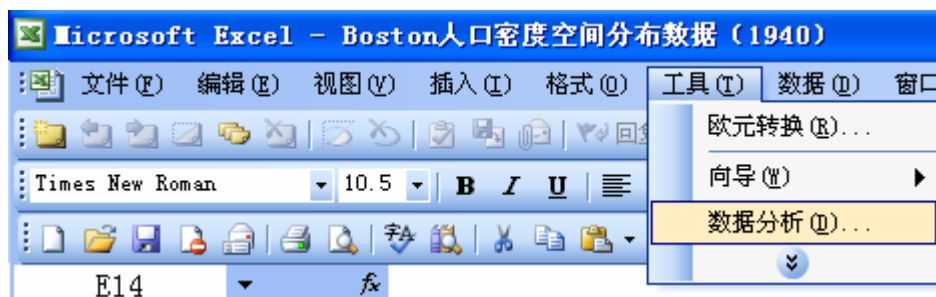 Microsoft Excel - Boston人口密度空间分布数据（1940）
文件(F) 编辑(E) 视图(V) 插入(I) 格式(O) 工具(T) 数据(D) 窗口
欧元转换(R)...
回
Times New Roman 10.5 B I U
向导(W)
数据分析(D)...
字
E14 fx